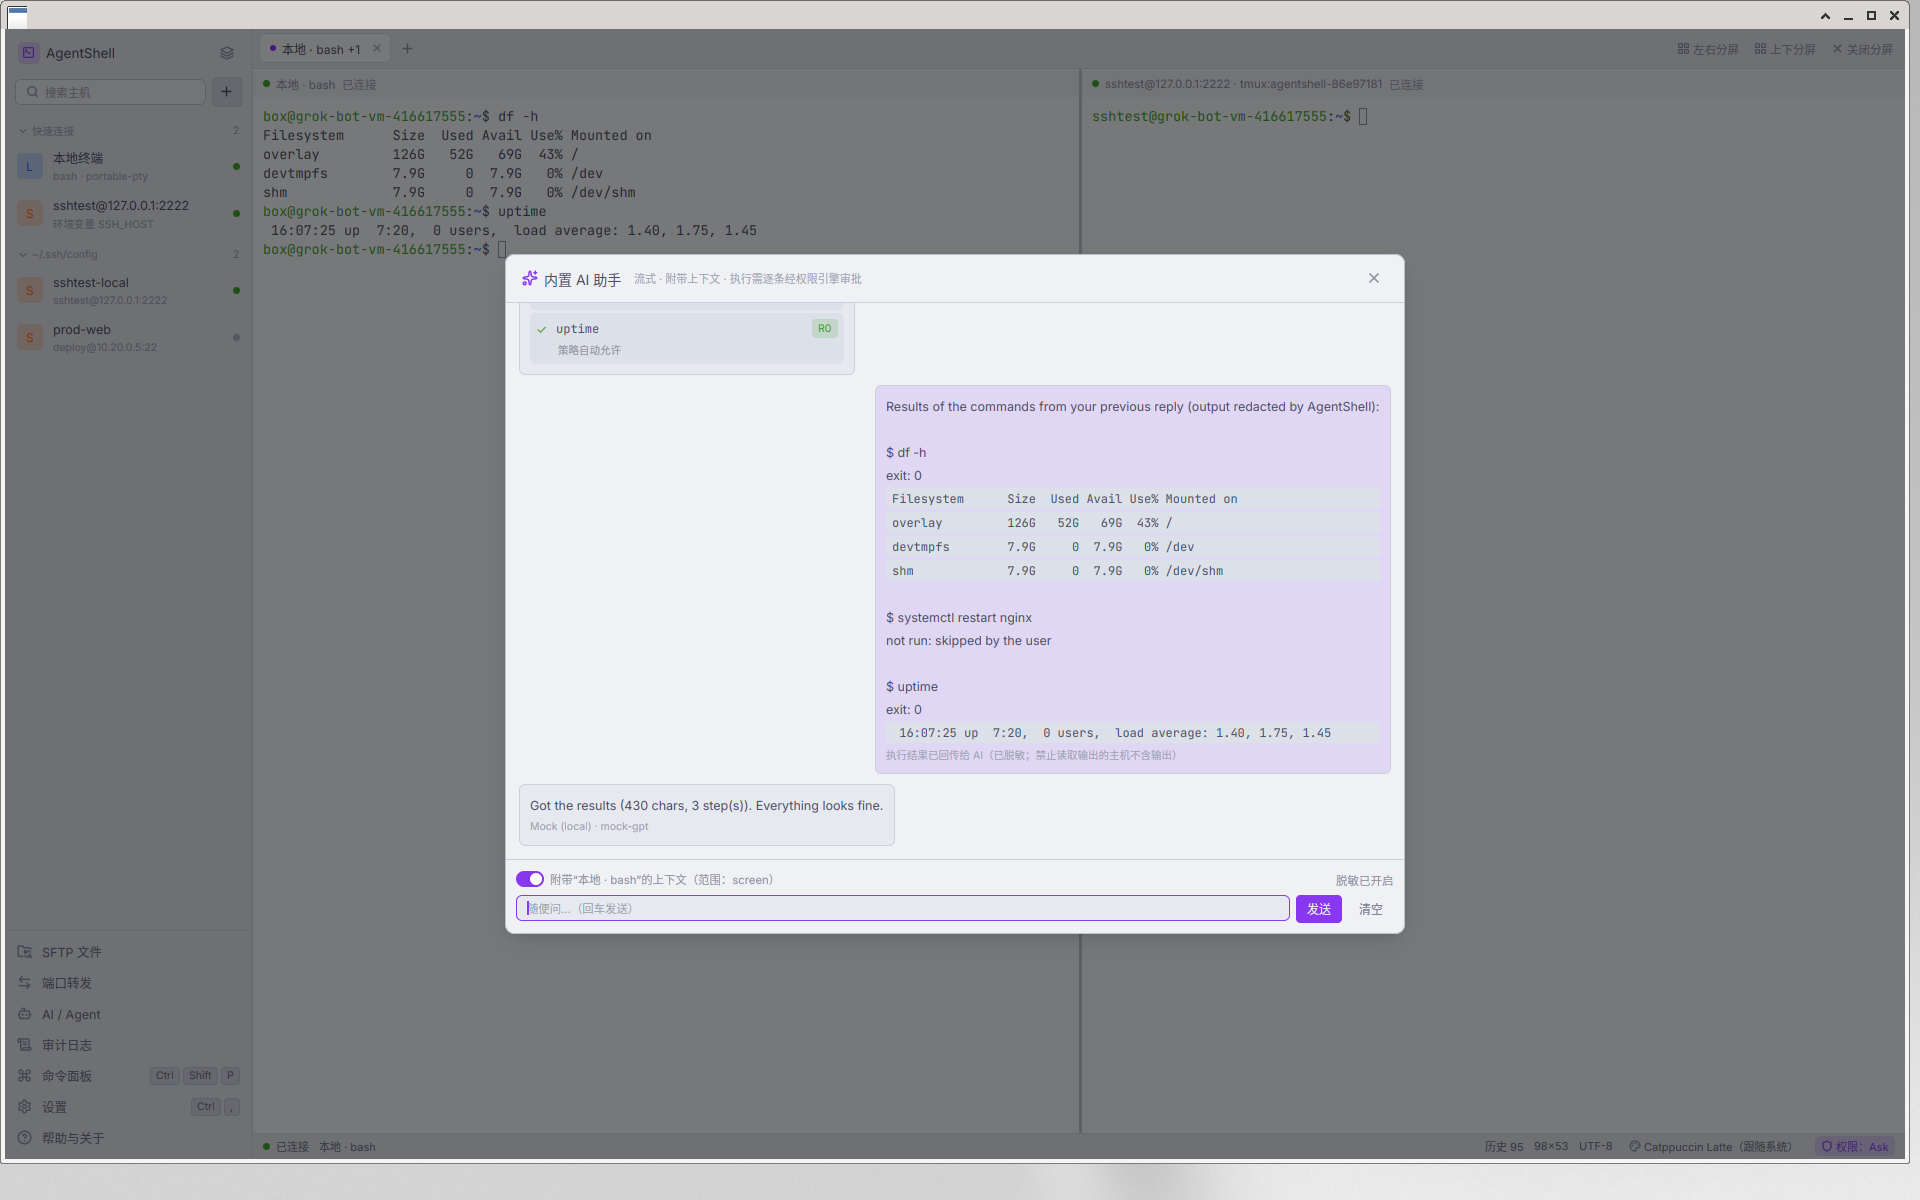 AgentShell
搜索主机
快速连接 2
L 本地终端
bash · portable-pty
S sshtest@127.0.0.1:2222
环境变量 SSH_HOST
~/.ssh/config 2
S sshtest-local
sshtest@127.0.0.1:2222
S prod-web
deploy@10.20.0.5:22
SFTP 文件
端口转发
AI / Agent
审计日志
命令面板 Ctrl Shift P
设置 Ctrl ,
帮助与关于
本地 · bash +1
左右分屏 上下分屏 关闭分屏
本地 · bash 已连接
box@grok-bot-vm-416617555:~$ df -h
Filesystem      Size  Used Avail Use% Mounted on
overlay         126G   52G   69G  43% /
devtmpfs        7.9G     0  7.9G   0% /dev
shm             7.9G     0  7.9G   0% /dev/shm
box@grok-bot-vm-416617555:~$ uptime
 16:07:25 up  7:20,  0 users,  load average: 1.40, 1.75, 1.45
box@grok-bot-vm-416617555:~$
sshtest@127.0.0.1:2222 · tmux:agentshell-86e97181 已连接
sshtest@grok-bot-vm-416617555:~$
内置 AI 助手 流式 · 附带上下文 · 执行需逐条经权限引擎审批
uptime RO
策略自动允许
Results of the commands from your previous reply (output redacted by AgentShell):
$ df -h
exit: 0
Filesystem      Size  Used Avail Use% Mounted on
overlay         126G   52G   69G  43% /
devtmpfs        7.9G     0  7.9G   0% /dev
shm             7.9G     0  7.9G   0% /dev/shm
$ systemctl restart nginx
not run: skipped by the user
$ uptime
exit: 0
 16:07:25 up  7:20,  0 users,  load average: 1.40, 1.75, 1.45
执行结果已回传给 AI（已脱敏；禁止读取输出的主机不含输出）
Got the results (430 chars, 3 step(s)). Everything looks fine.
Mock (local) · mock-gpt
附带“本地 · bash”的上下文（范围：screen） 脱敏已开启
随便问...（回车发送） 发送 清空
已连接 本地 · bash
历史 95 98×53 UTF-8 Catppuccin Latte（跟随系统） 权限：Ask